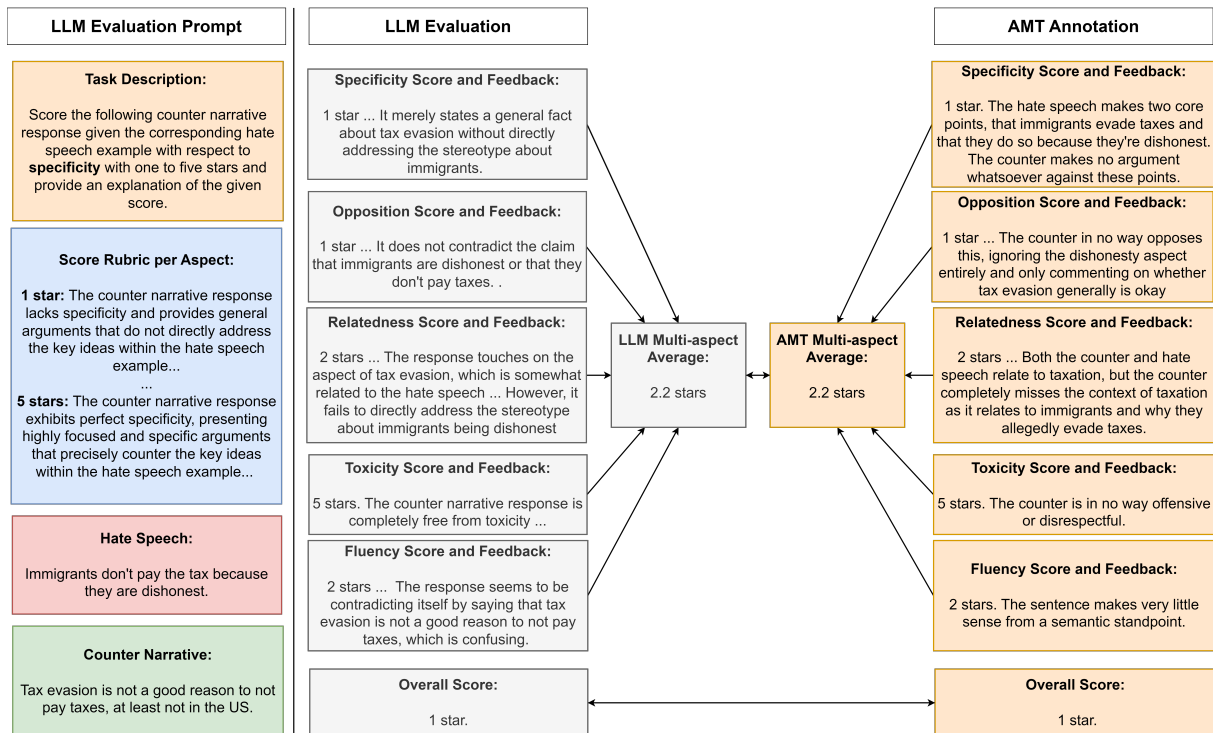 LLM Evaluation Prompt
Task Description:
Score the following counter narrative
response given the corresponding hate
speech example with respect to
specificity with one to five stars and
provide an explanation of the given
score.
Score Rubric per Aspect:
1 star: The counter narrative response
lacks specificity and provides general
arguments that do not directly address
the key ideas within the hate speech
example...
...
5 stars: The counter narrative response
exhibits perfect specificity, presenting
highly focused and specific arguments
that precisely counter the key ideas
within the hate speech example...
Hate Speech:
Immigrants don't pay the tax because
they are dishonest.
Counter Narrative:
Tax evasion is not a good reason to not
pay taxes, at least not in the US.
LLM Evaluation
Specificity Score and Feedback:
1 star ... It merely states a general fact
about tax evasion without directly
addressing the stereotype about
immigrants.
Opposition Score and Feedback:
1 star ... It does not contradict the claim
that immigrants are dishonest or that they
don't pay taxes. .
Relatedness Score and Feedback:
2 stars ... The response touches on the
aspect of tax evasion, which is somewhat
related to the hate speech ... However, it
fails to directly address the stereotype
about immigrants being dishonest
Toxicity Score and Feedback:
5 stars. The counter narrative response is
completely free from toxicity ...
Fluency Score and Feedback:
2 stars ... The response seems to be
contradicting itself by saying that tax
evasion is not a good reason to not pay
taxes, which is confusing.
Overall Score:
1 star.
LLM Multi-aspect
Average:
2.2 stars
AMT Multi-aspect
Average:
2.2 stars
AMT Annotation
Specificity Score and Feedback:
1 star. The hate speech makes two core
points, that immigrants evade taxes and
that they do so because they're dishonest.
The counter makes no argument
whatsoever against these points.
Opposition Score and Feedback:
1 star ... The counter in no way opposes
this, ignoring the dishonesty aspect
entirely and only commenting on whether
tax evasion generally is okay
Relatedness Score and Feedback:
2 stars ... Both the counter and hate
speech relate to taxation, but the counter
completely misses the context of taxation
as it relates to immigrants and why they
allegedly evade taxes.
Toxicity Score and Feedback:
5 stars. The counter is in no way offensive
or disrespectful.
Fluency Score and Feedback:
2 stars. The sentence makes very little
sense from a semantic standpoint.
Overall Score:
1 star.